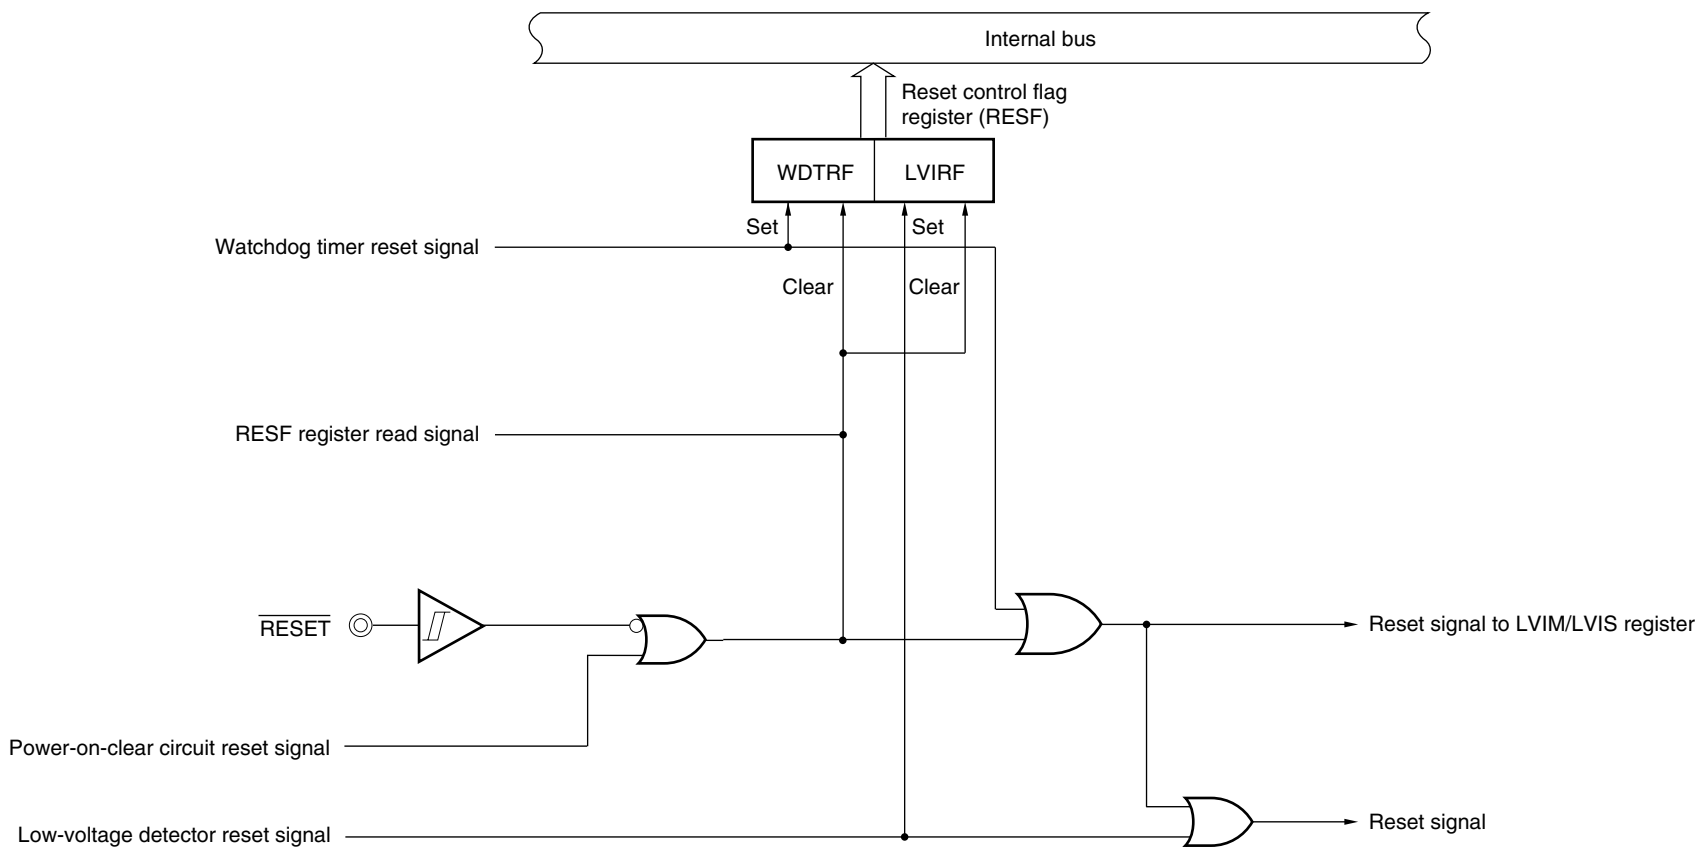 Internal bus
Reset control flag
register (RESF)
WDTRF
LVIRF
Set
Set
Watchdog timer reset signal
Clear
Clear
RESF register read signal
RESET
Reset signal to LVIM/LVIS register
Power-on-clear circuit reset signal
Low-voltage detector reset signal
Reset signal